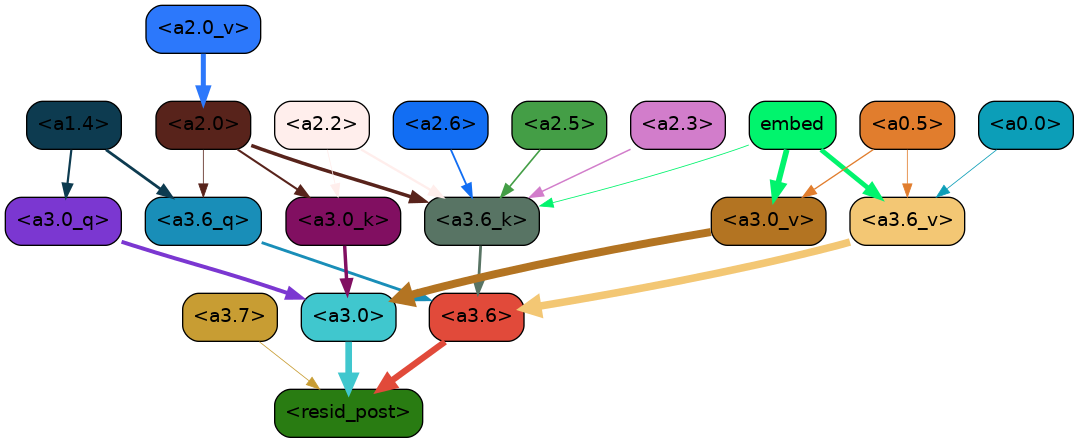 <a2.0_v>
<a1.4>
<a2.0>
<a2.2>
<a2.6>
<a2.5>
<a2.3>
embed
<a0.5>
<a0.0>
<a3.0_q>
<a3.6_q>
<a3.0_k>
<a3.6_k>
<a3.0_v>
<a3.6_v>
<a3.7>
<a3.0>
<a3.6>
<resid_post>